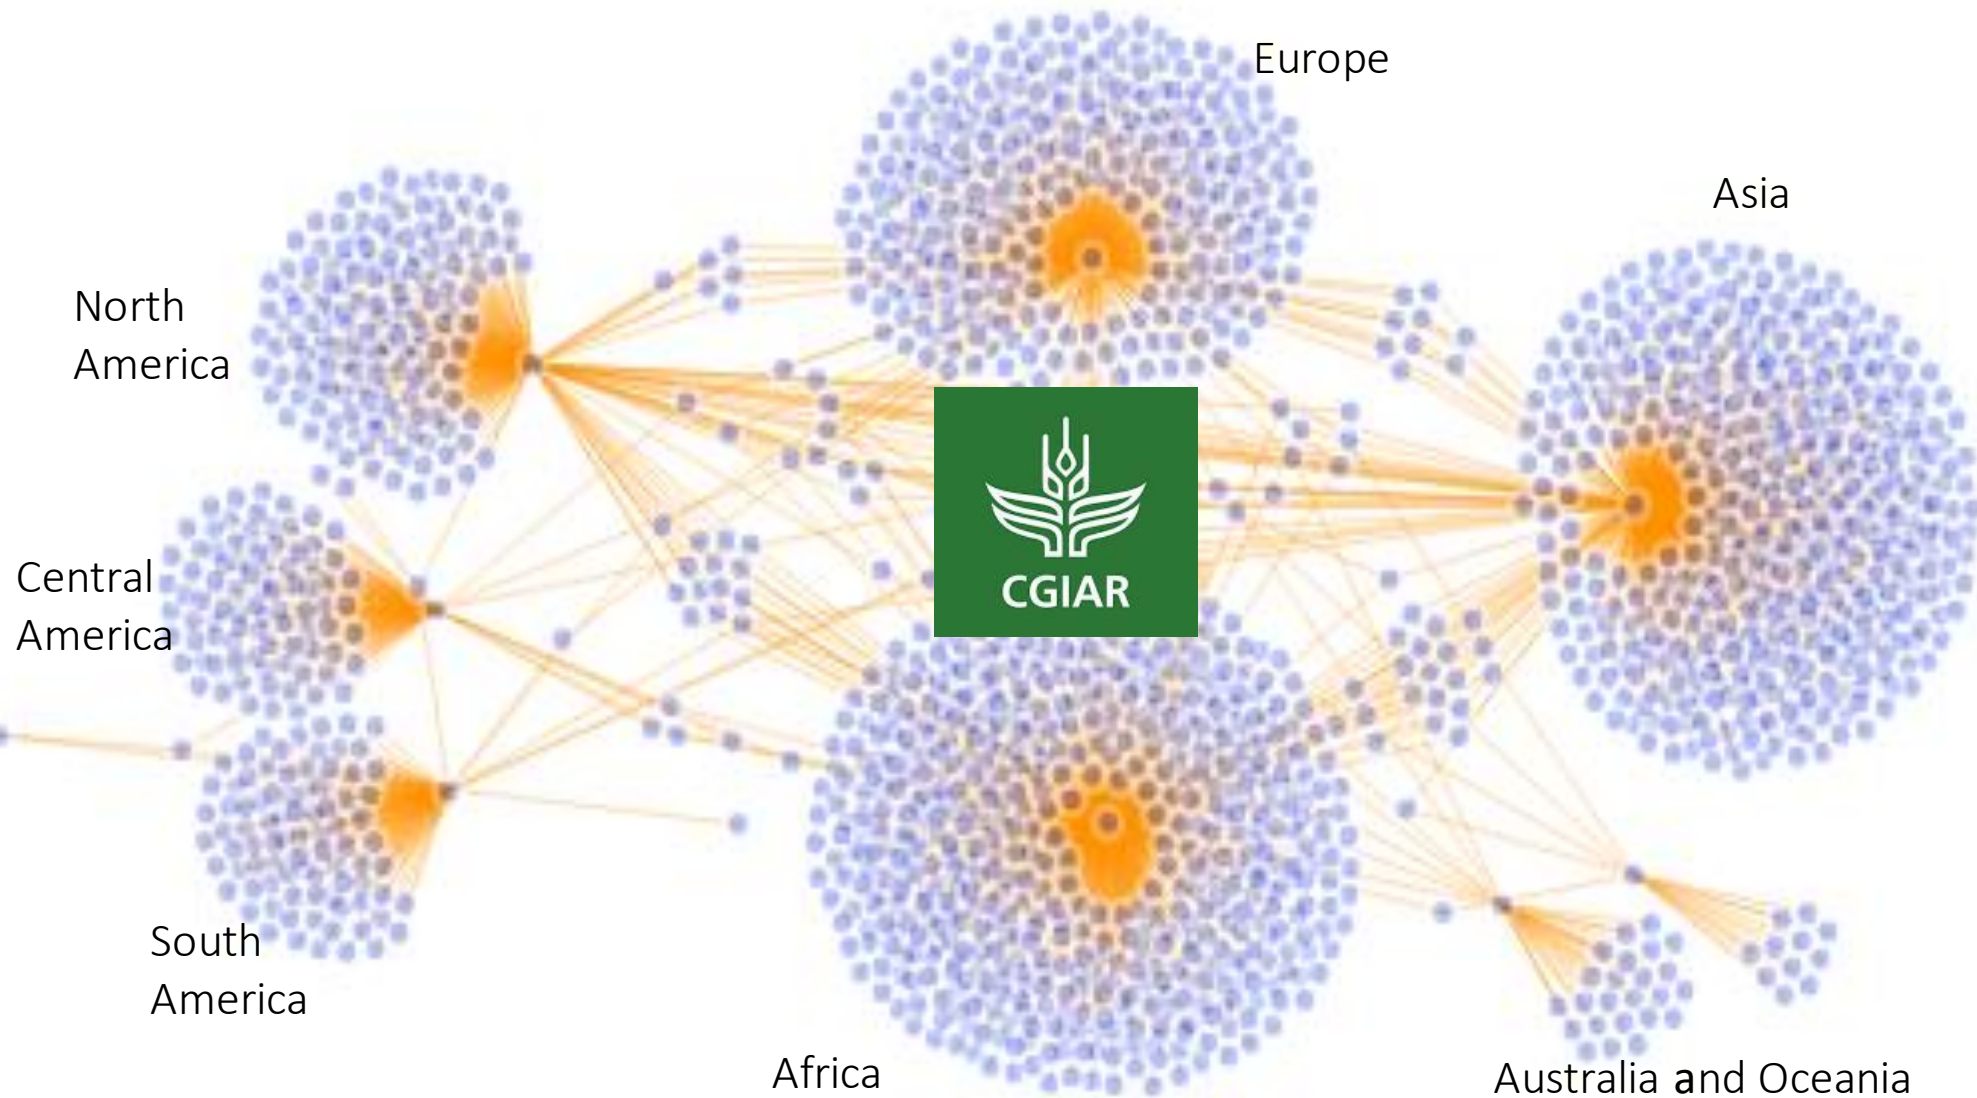 Europe
Asia
North
America
CGIAR
Central
America
South
America
Africa
Australia and Oceania